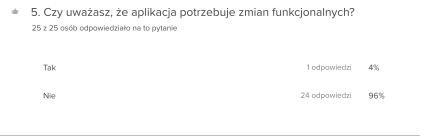 5. Czy uważasz, że aplikacja potrzebuje zmian funkcjonalnych?
25 z 25 osób odpowiedziało na to pytanie
Tak 1 odpowiedzi 4%
Nie 24 odpowiedzi 96%